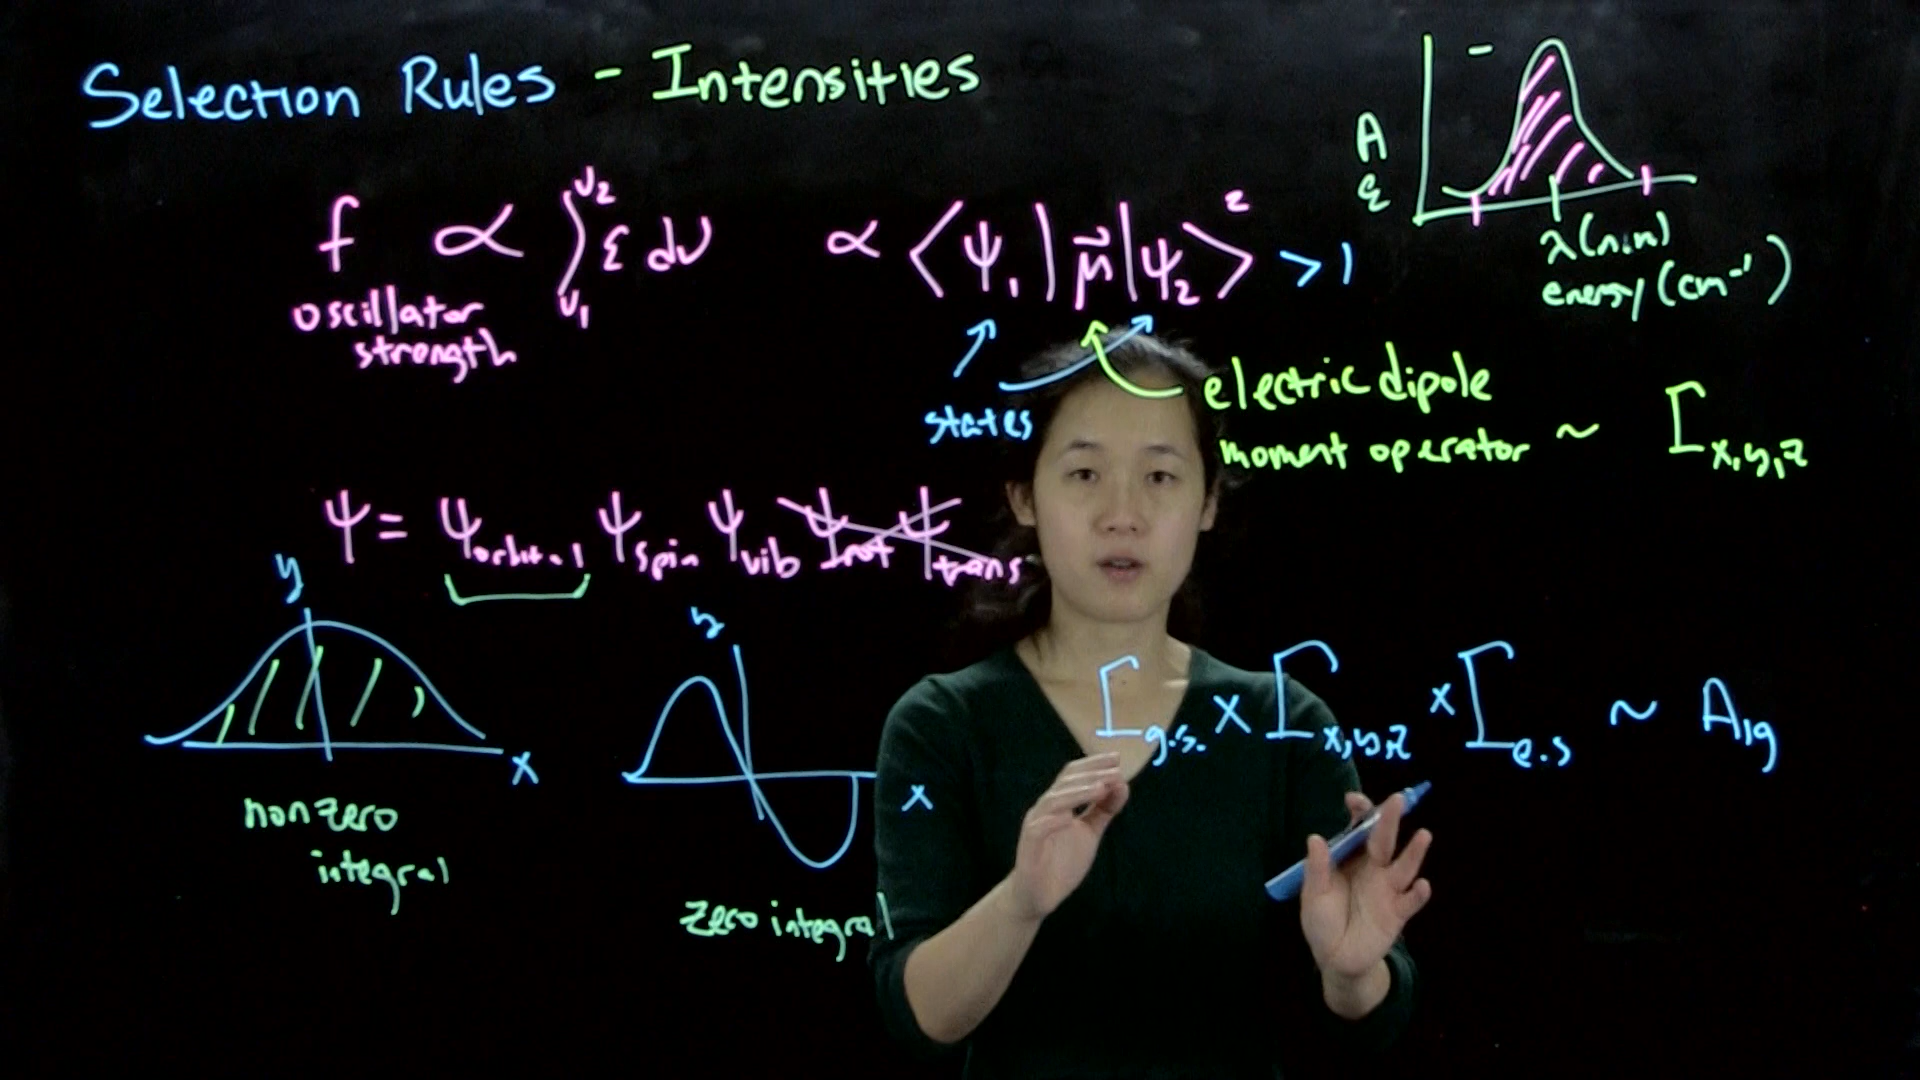 Selection Rules - Intensities
A
ε
λ(nm)
energy (cm⁻¹)
f ∝ ∫ν₁ν₂ ε dν ∝ ⟨ψ₁|μ⃗|ψ₂⟩² > 1
oscillator
strength
states
electric dipole
moment operator ~ Γx,y,z
ψ = ψorbital ψspin ψvib ψrot ψtrans
y
x
nonzero
integral
y
x
zero integral
Γg.s. × Γx,y,z × Γe.s ~ A1g